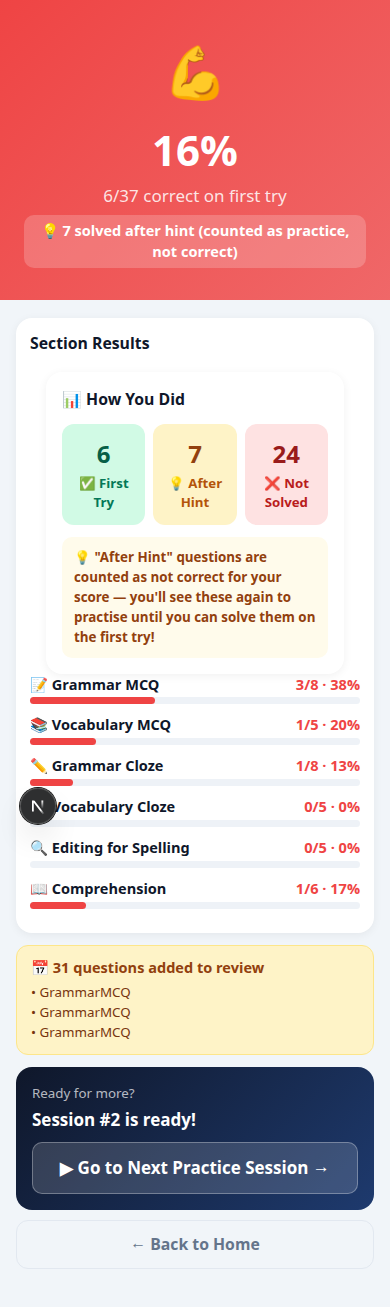 16%
6/37 correct on first try
💡 7 solved after hint (counted as practice,
not correct)
Section Results
📊 How You Did
6
✅ First
Try
7
💡 After
Hint
24
❌ Not
Solved
💡 "After Hint" questions are
counted as not correct for your
score — you'll see these again to
practise until you can solve them on
the first try!
📝 Grammar MCQ 3/8 · 38%
📚 Vocabulary MCQ 1/5 · 20%
✏️ Grammar Cloze 1/8 · 13%
N
Vocabulary Cloze 0/5 · 0%
🔍 Editing for Spelling 0/5 · 0%
📖 Comprehension 1/6 · 17%
📅 31 questions added to review
• GrammarMCQ
• GrammarMCQ
• GrammarMCQ
Ready for more?
Session #2 is ready!
▶ Go to Next Practice Session →
← Back to Home